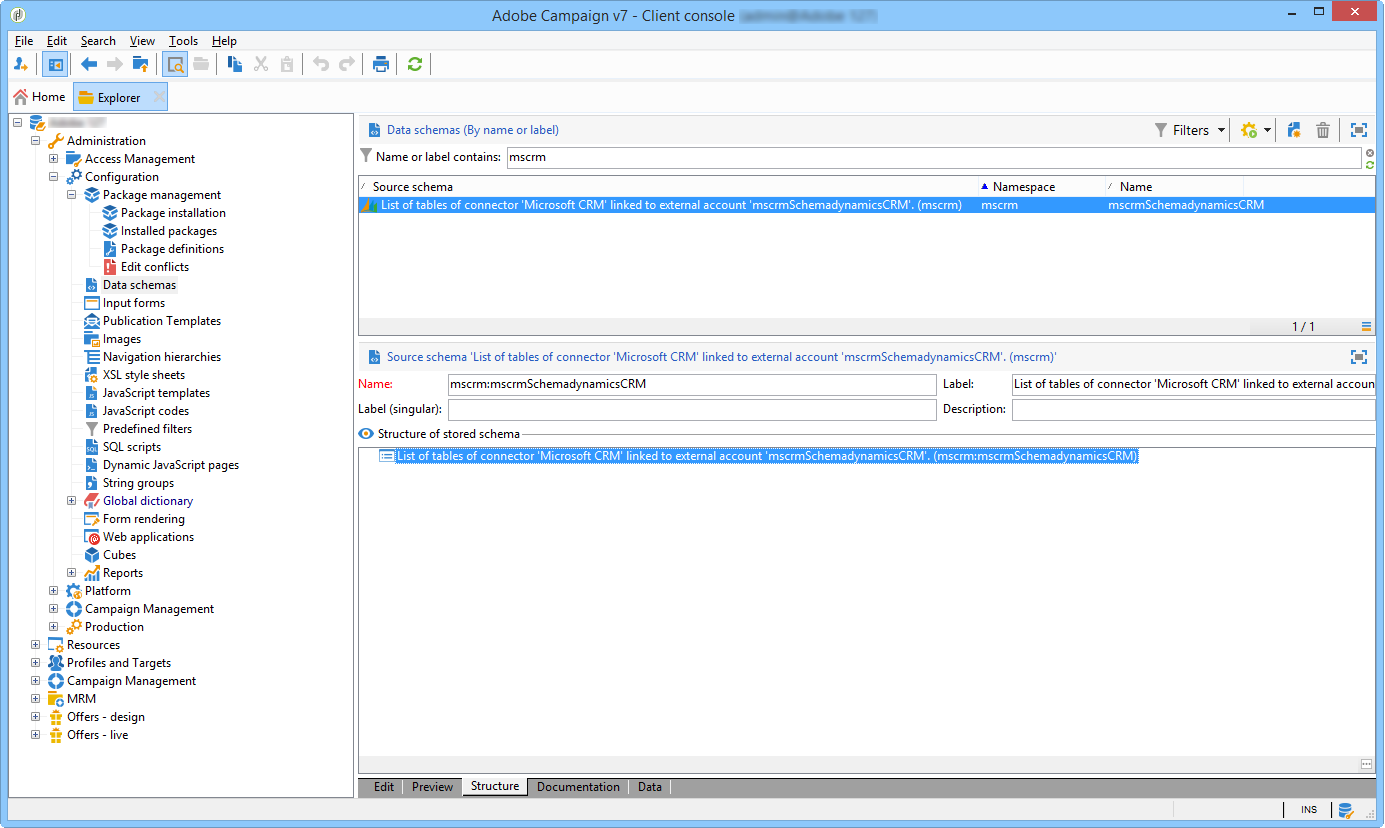 Adobe Campaign v7 - Client console
File Edit Search View Tools Help
Home Explorer
Administration
Access Management
Configuration
Package management
Package installation
Installed packages
Package definitions
Edit conflicts
Data schemas
Input forms
Publication Templates
Images
Navigation hierarchies
XSL style sheets
JavaScript templates
JavaScript codes
Predefined filters
SQL scripts
Dynamic JavaScript pages
String groups
Global dictionary
Form rendering
Web applications
Cubes
Reports
Platform
Campaign Management
Production
Resources
Profiles and Targets
Campaign Management
MRM
Offers - design
Offers - live
Data schemas (By name or label) Filters
Name or label contains: mscrm
Source schema Namespace Name
List of tables of connector 'Microsoft CRM' linked to external account 'mscrmSchemadynamicsCRM'. (mscrm) mscrm mscrmSchemadynamicsCRM
1 / 1
Source schema 'List of tables of connector 'Microsoft CRM' linked to external account 'mscrmSchemadynamicsCRM'. (mscrm)'
Name: mscrm:mscrmSchemadynamicsCRM Label: List of tables of connector 'Microsoft CRM' linked to external accoun
Label (singular): Description:
Structure of stored schema
List of tables of connector 'Microsoft CRM' linked to external account 'mscrmSchemadynamicsCRM'. (mscrm:mscrmSchemadynamicsCRM)
Edit Preview Structure Documentation Data
INS